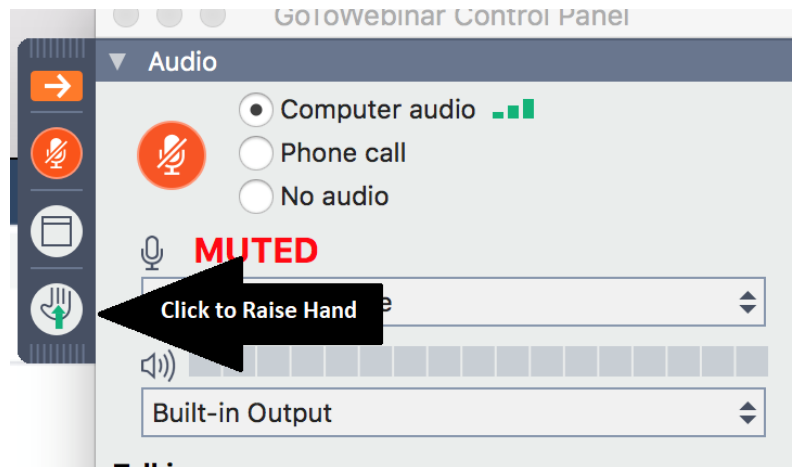 GoToWebinar Control Panel
Audio
Computer audio
Phone call
No audio
MUTED
Click to Raise Hand
Built-in Output